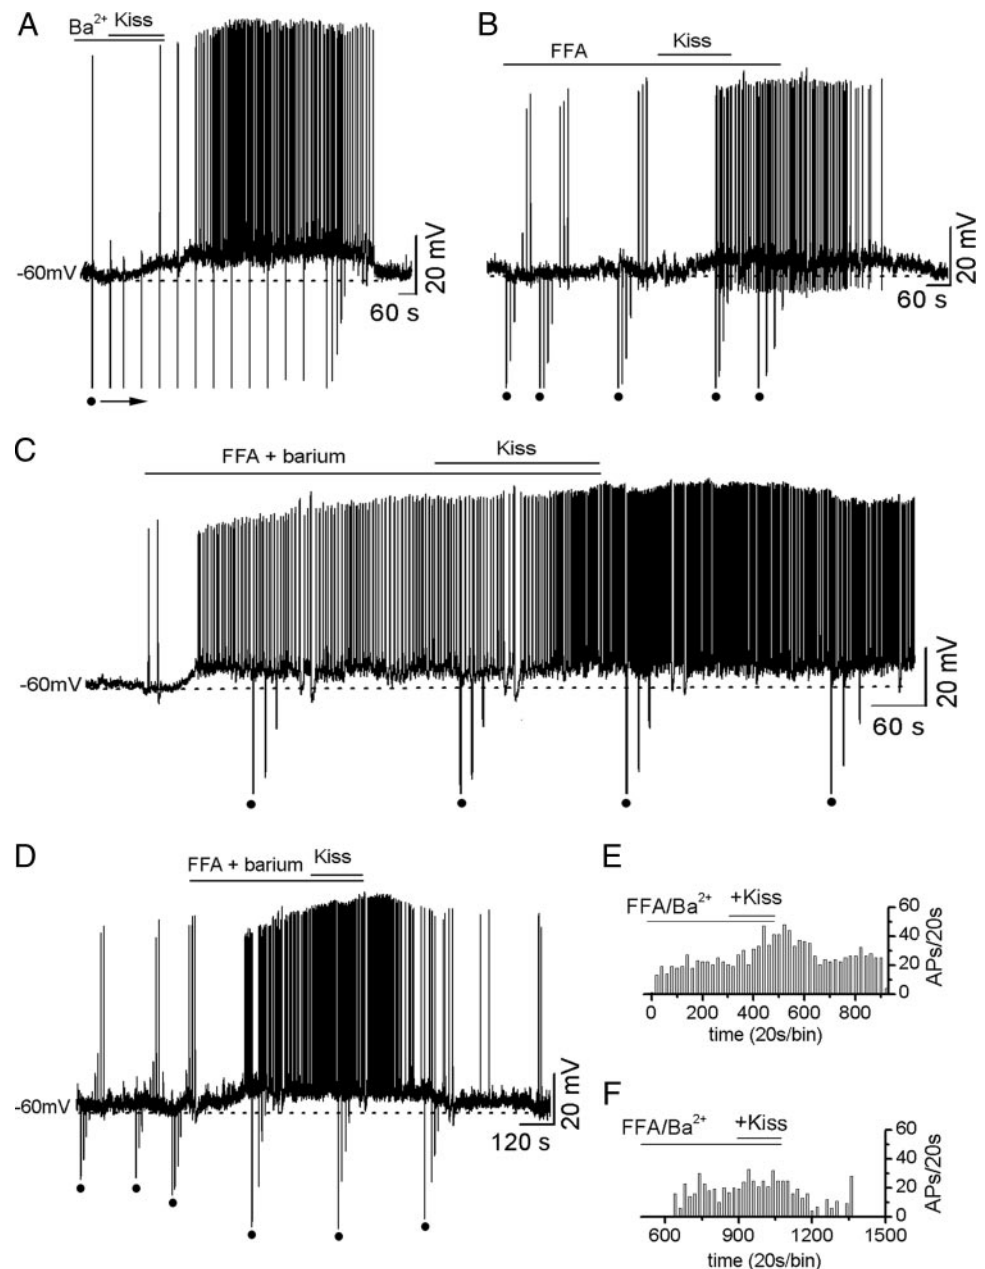 A
Ba²⁺ Kiss
-60mV
20 mV
60 s
B
Kiss
FFA
20 mV
60 s
C
Kiss
FFA + barium
-60mV
20 mV
60 s
D
Kiss
FFA + barium
-60mV
20 mV
120 s
E
+Kiss
FFA/Ba²⁺
60
40
20
0
APs/20s
0 200 400 600 800
time (20s/bin)
F
+Kiss
FFA/Ba²⁺
60
40
20
0
APs/20s
600 900 1200 1500
time (20s/bin)